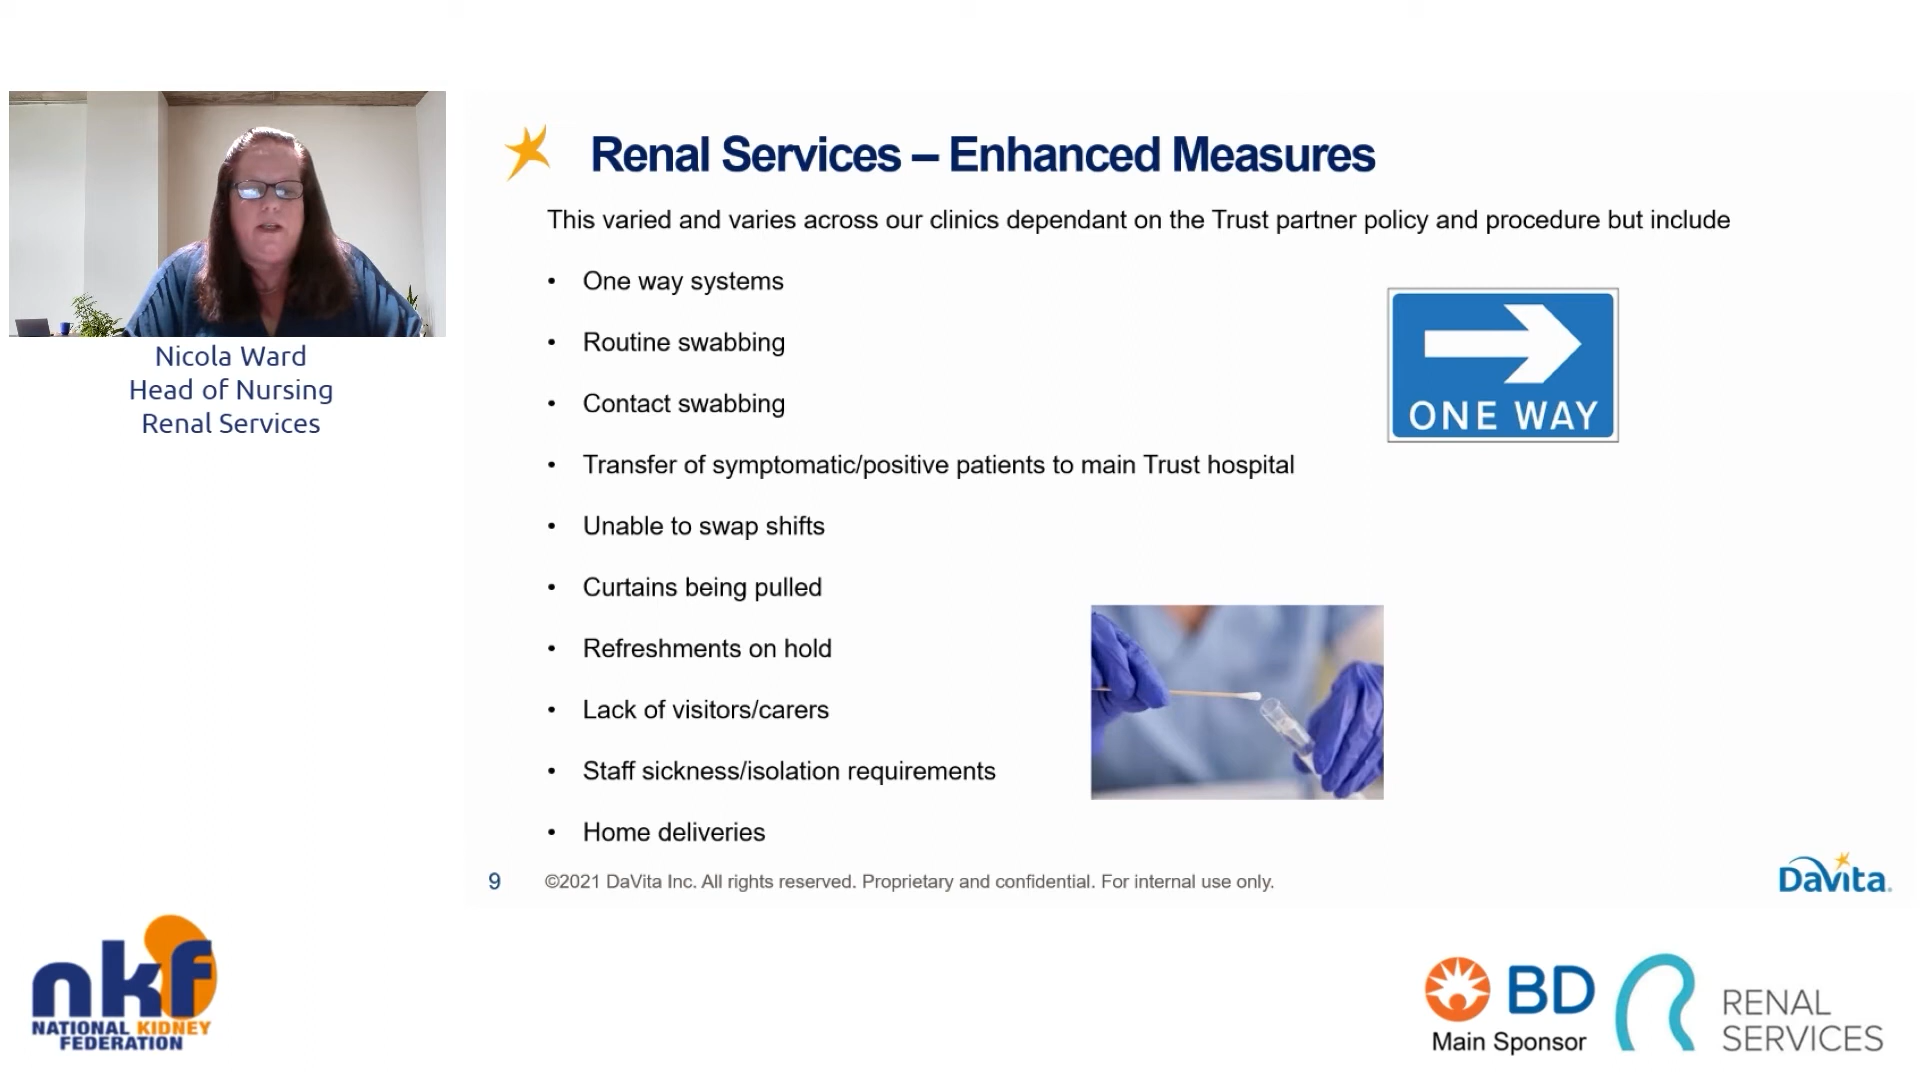 Nicola Ward
Head of Nursing
Renal Services
Renal Services – Enhanced Measures
This varied and varies across our clinics dependant on the Trust partner policy and procedure but include
• One way systems
• Routine swabbing
• Contact swabbing
• Transfer of symptomatic/positive patients to main Trust hospital
• Unable to swap shifts
• Curtains being pulled
• Refreshments on hold
• Lack of visitors/carers
• Staff sickness/isolation requirements
• Home deliveries
ONE WAY
9 ©2021 DaVita Inc. All rights reserved. Proprietary and confidential. For internal use only.
DaVita.
nkf
NATIONAL KIDNEY
FEDERATION
BD
Main Sponsor
RENAL
SERVICES